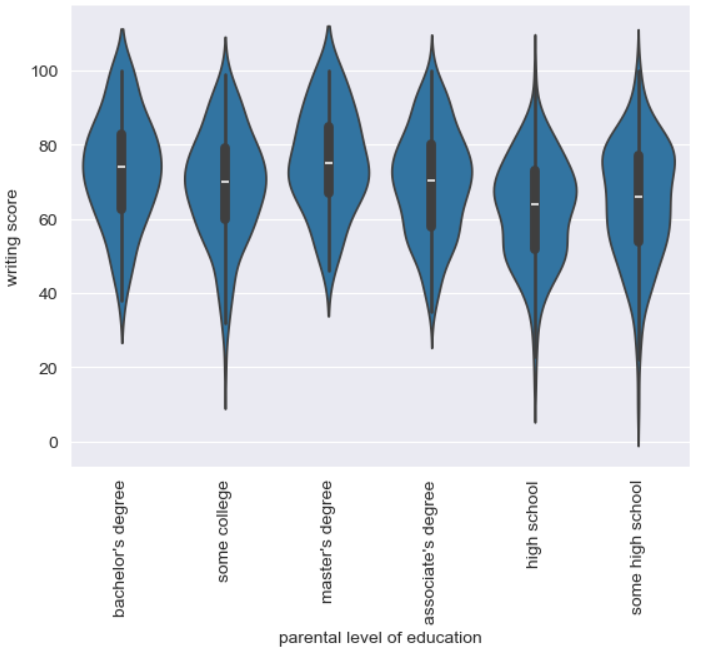 writing score
100
80
60
40
20
0
bachelor's degree
some college
master's degree
associate's degree
high school
some high school
parental level of education